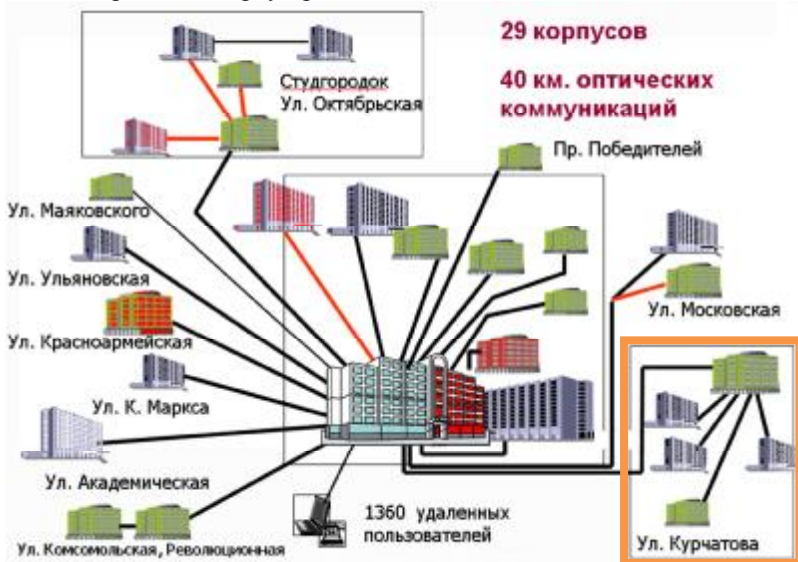 29 корпусов
40 км. оптических
коммуникаций
Студгородок
Ул. Октябрьская
Пр. Победителей
Ул. Маяковского
Ул. Ульяновская
Ул. Красноармейская
Ул. К. Маркса
Ул. Академическая
Ул. Комсомольская, Революционная
1360 удаленных
пользователей
Ул. Московская
Ул. Курчатова